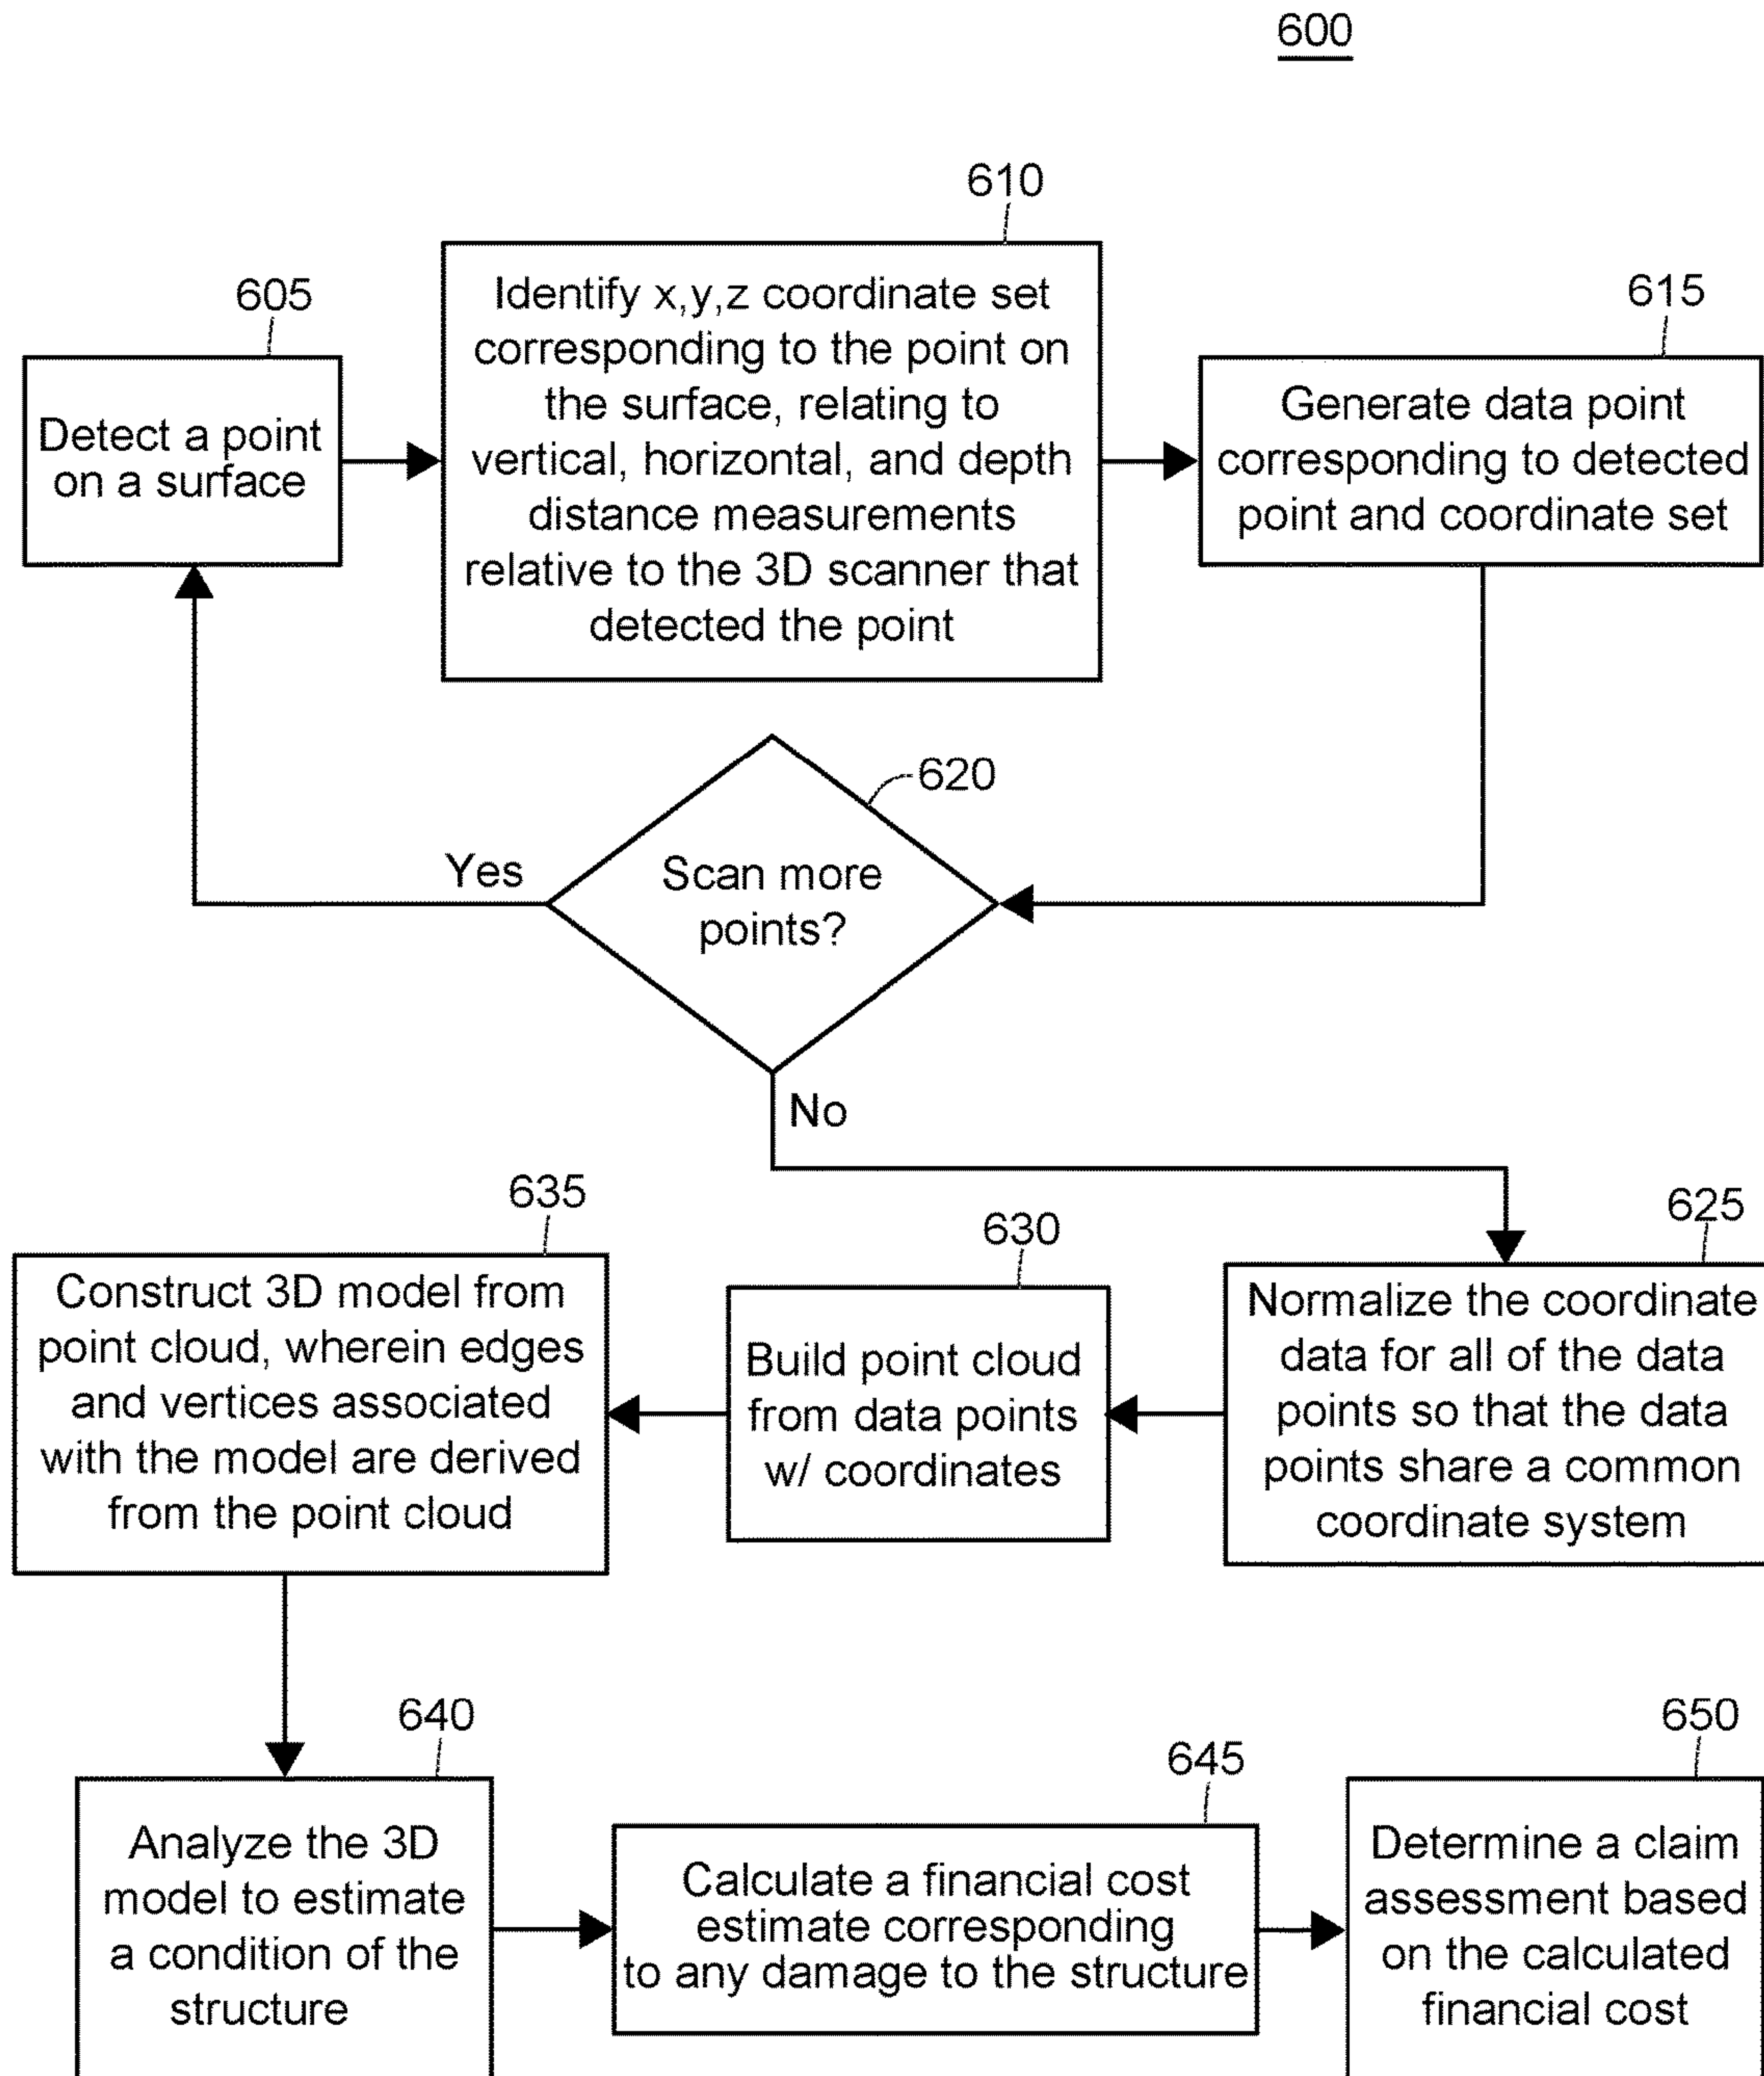 600
605
Detect a point
on a surface
610
Identify x,y,z coordinate set
corresponding to the point on
the surface, relating to
vertical, horizontal, and depth
distance measurements
relative to the 3D scanner that
detected the point
615
Generate data point
corresponding to detected
point and coordinate set
620
Scan more
points?
Yes
No
625
Normalize the coordinate
data for all of the data
points so that the data
points share a common
coordinate system
630
Build point cloud
from data points
w/ coordinates
635
Construct 3D model from
point cloud, wherein edges
and vertices associated
with the model are derived
from the point cloud
640
Analyze the 3D
model to estimate
a condition of the
structure
645
Calculate a financial cost
estimate corresponding
to any damage to the structure
650
Determine a claim
assessment based
on the calculated
financial cost